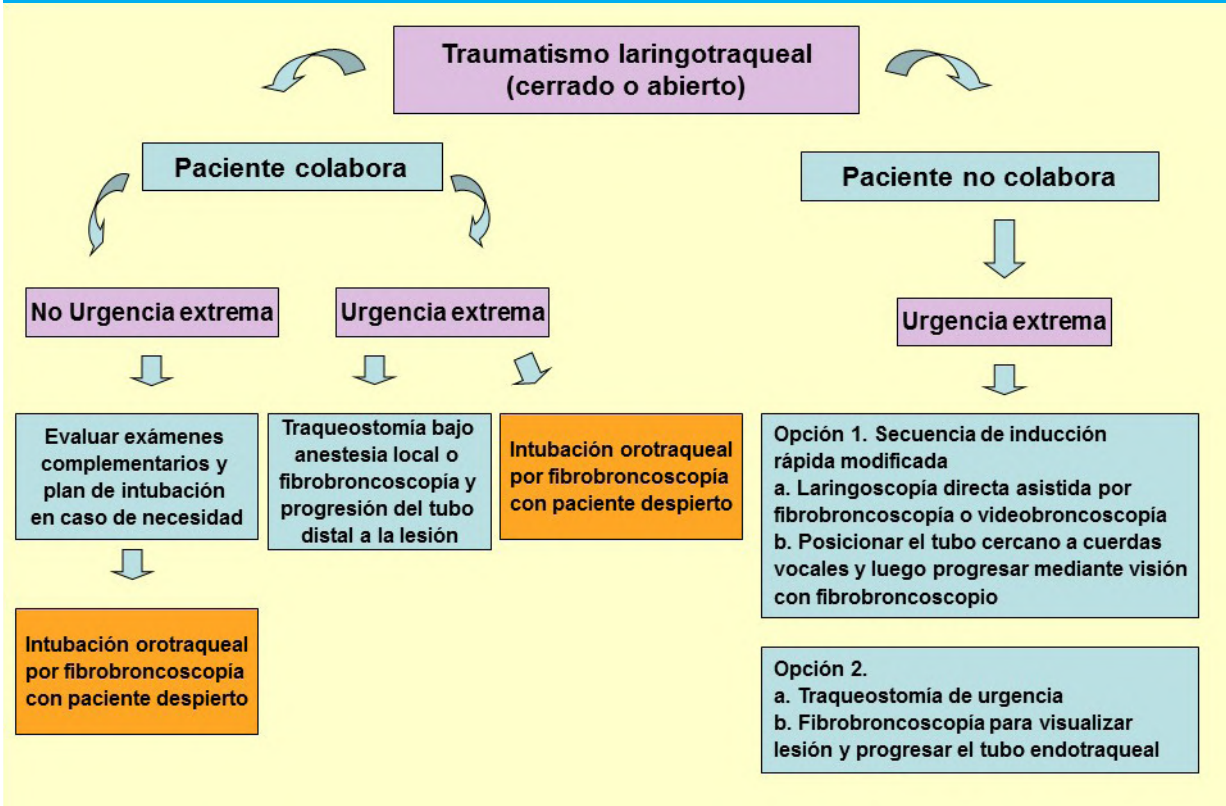 Traumatismo laringotraqueal
(cerrado o abierto)
Paciente colabora
Paciente no colabora
No Urgencia extrema
Urgencia extrema
Urgencia extrema
Evaluar exámenes
complementarios y
plan de intubación
en caso de necesidad
Traqueostomía bajo
anestesia local o
fibrobroncoscopía y
progresión del tubo
distal a la lesión
Intubación orotraqueal
por fibrobroncoscopía
con paciente despierto
Opción 1. Secuencia de inducción
rápida modificada
a. Laringoscopía directa asistida por
fibrobroncoscopía o videobroncoscopía
b. Posicionar el tubo cercano a cuerdas
vocales y luego progresar mediante visión
con fibrobroncoscopio
Intubación orotraqueal
por fibrobroncoscopía
con paciente despierto
Opción 2.
a. Traqueostomía de urgencia
b. Fibrobroncoscopía para visualizar
lesión y progresar el tubo endotraqueal